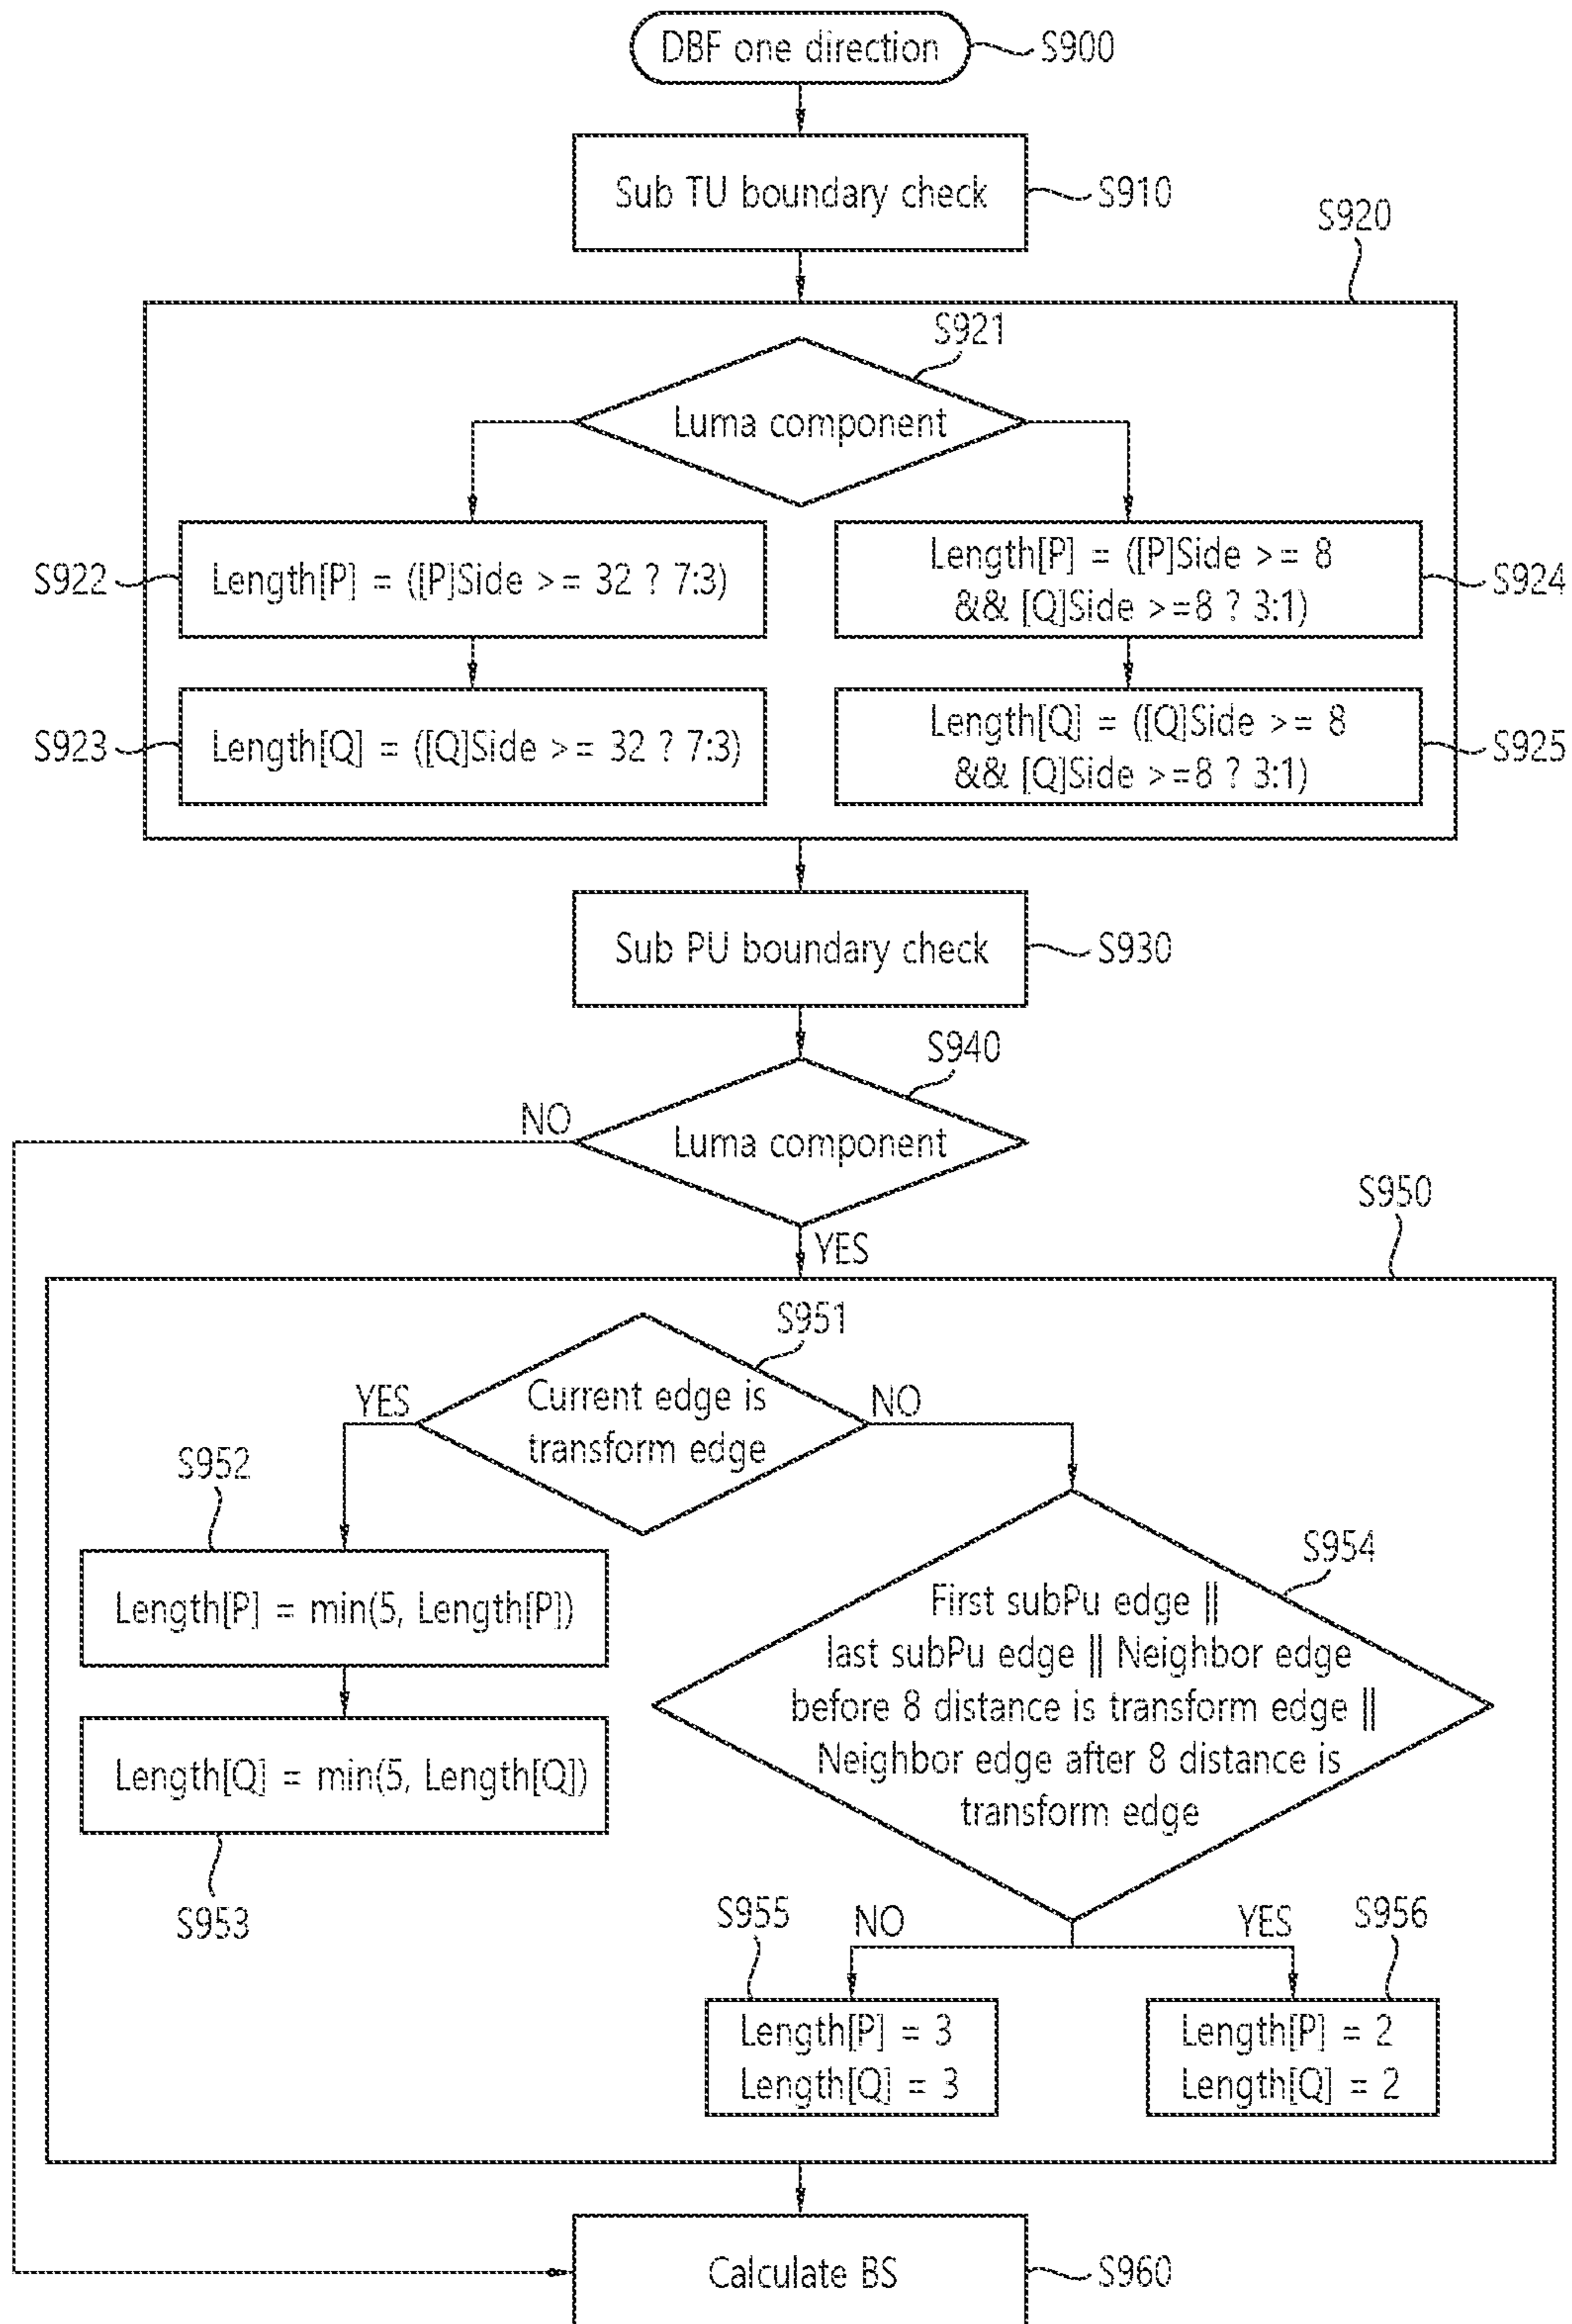 DBF one direction
S900
Sub TU boundary check
S910
S920
S921
Luma component
S922
Length[P] = ([P]Side >= 32 ? 7:3)
Length[P] = ([P]Side >= 8
&& [Q]Side >=8 ? 3:1)
S924
S923
Length[Q] = ([Q]Side >= 32 ? 7:3)
Length[Q] = ([Q]Side >= 8
&& [Q]Side >=8 ? 3:1)
S925
Sub PU boundary check
S930
S940
NO
Luma component
YES
S950
S951
YES
Current edge is
transform edge
NO
S952
Length[P] = min(5, Length[P])
Length[Q] = min(5, Length[Q])
S953
S954
First subPu edge ||
last subPu edge || Neighbor edge
before 8 distance is transform edge ||
Neighbor edge after 8 distance is
transform edge
S955
NO
YES
S956
Length[P] = 3
Length[Q] = 3
Length[P] = 2
Length[Q] = 2
Calculate BS
S960